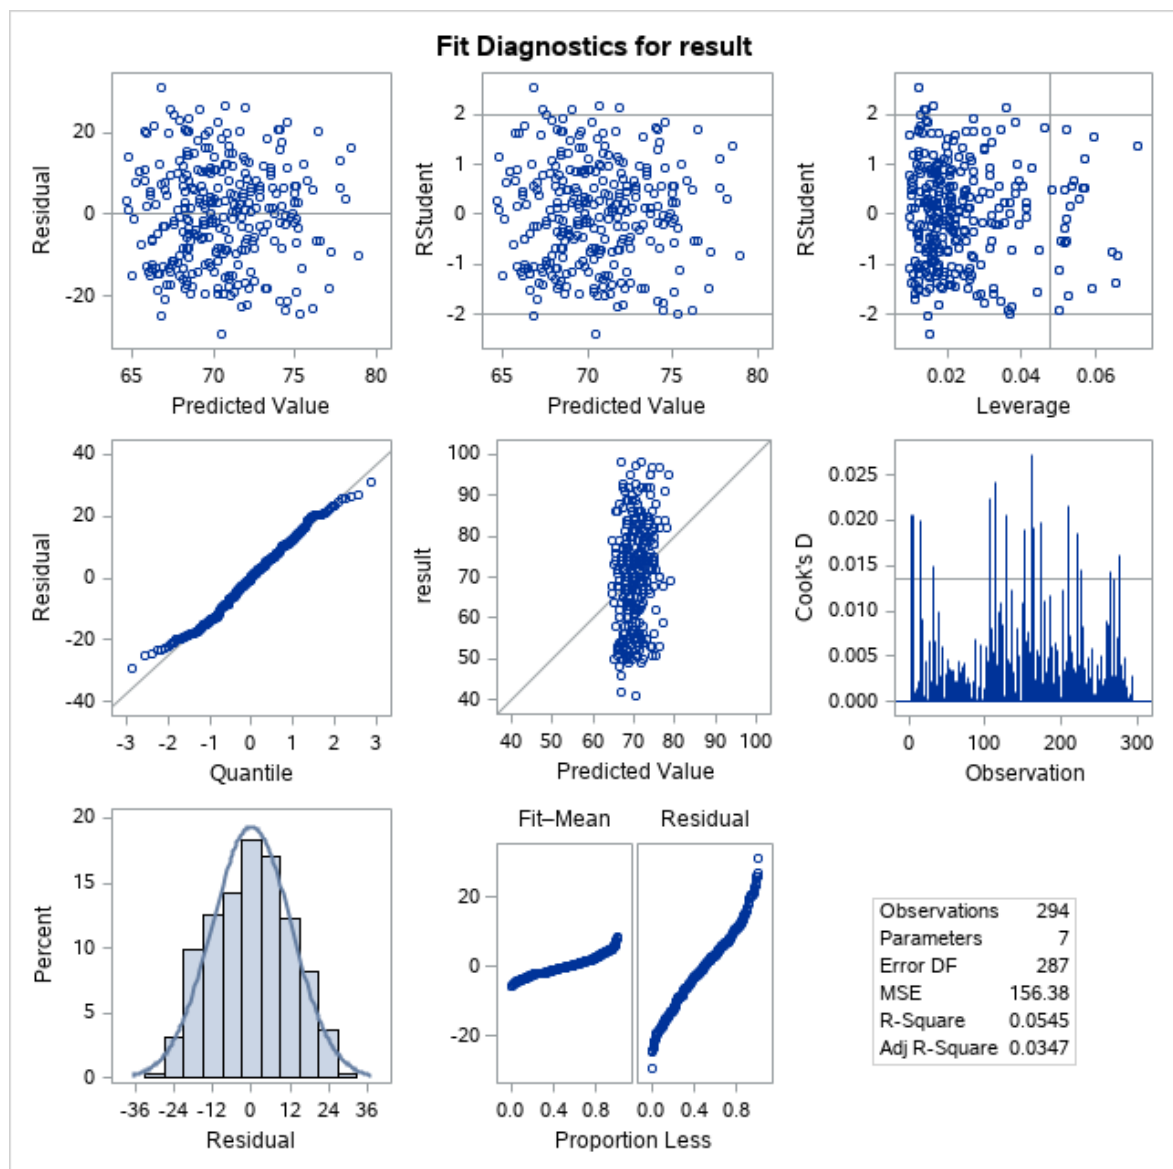 Fit Diagnostics for result
Residual
20
0
-20
65 70 75 80
Predicted Value
RStudent
2
1
0
-1
-2
65 70 75 80
Predicted Value
RStudent
2
1
0
-1
-2
0.02 0.04 0.06
Leverage
Residual
40
20
0
-20
-40
-3 -2 -1 0 1 2 3
Quantile
result
100
90
80
70
60
50
40
40 50 60 70 80 90 100
Predicted Value
Cook's D
0.025
0.020
0.015
0.010
0.005
0.000
0 100 200 300
Observation
Percent
20
15
10
5
0
-36 -24 -12 0 12 24 36
Residual
Fit–Mean Residual
20
0
-20
0.0 0.4 0.8 0.0 0.4 0.8
Proportion Less
Observations 294
Parameters 7
Error DF 287
MSE 156.38
R-Square 0.0545
Adj R-Square 0.0347